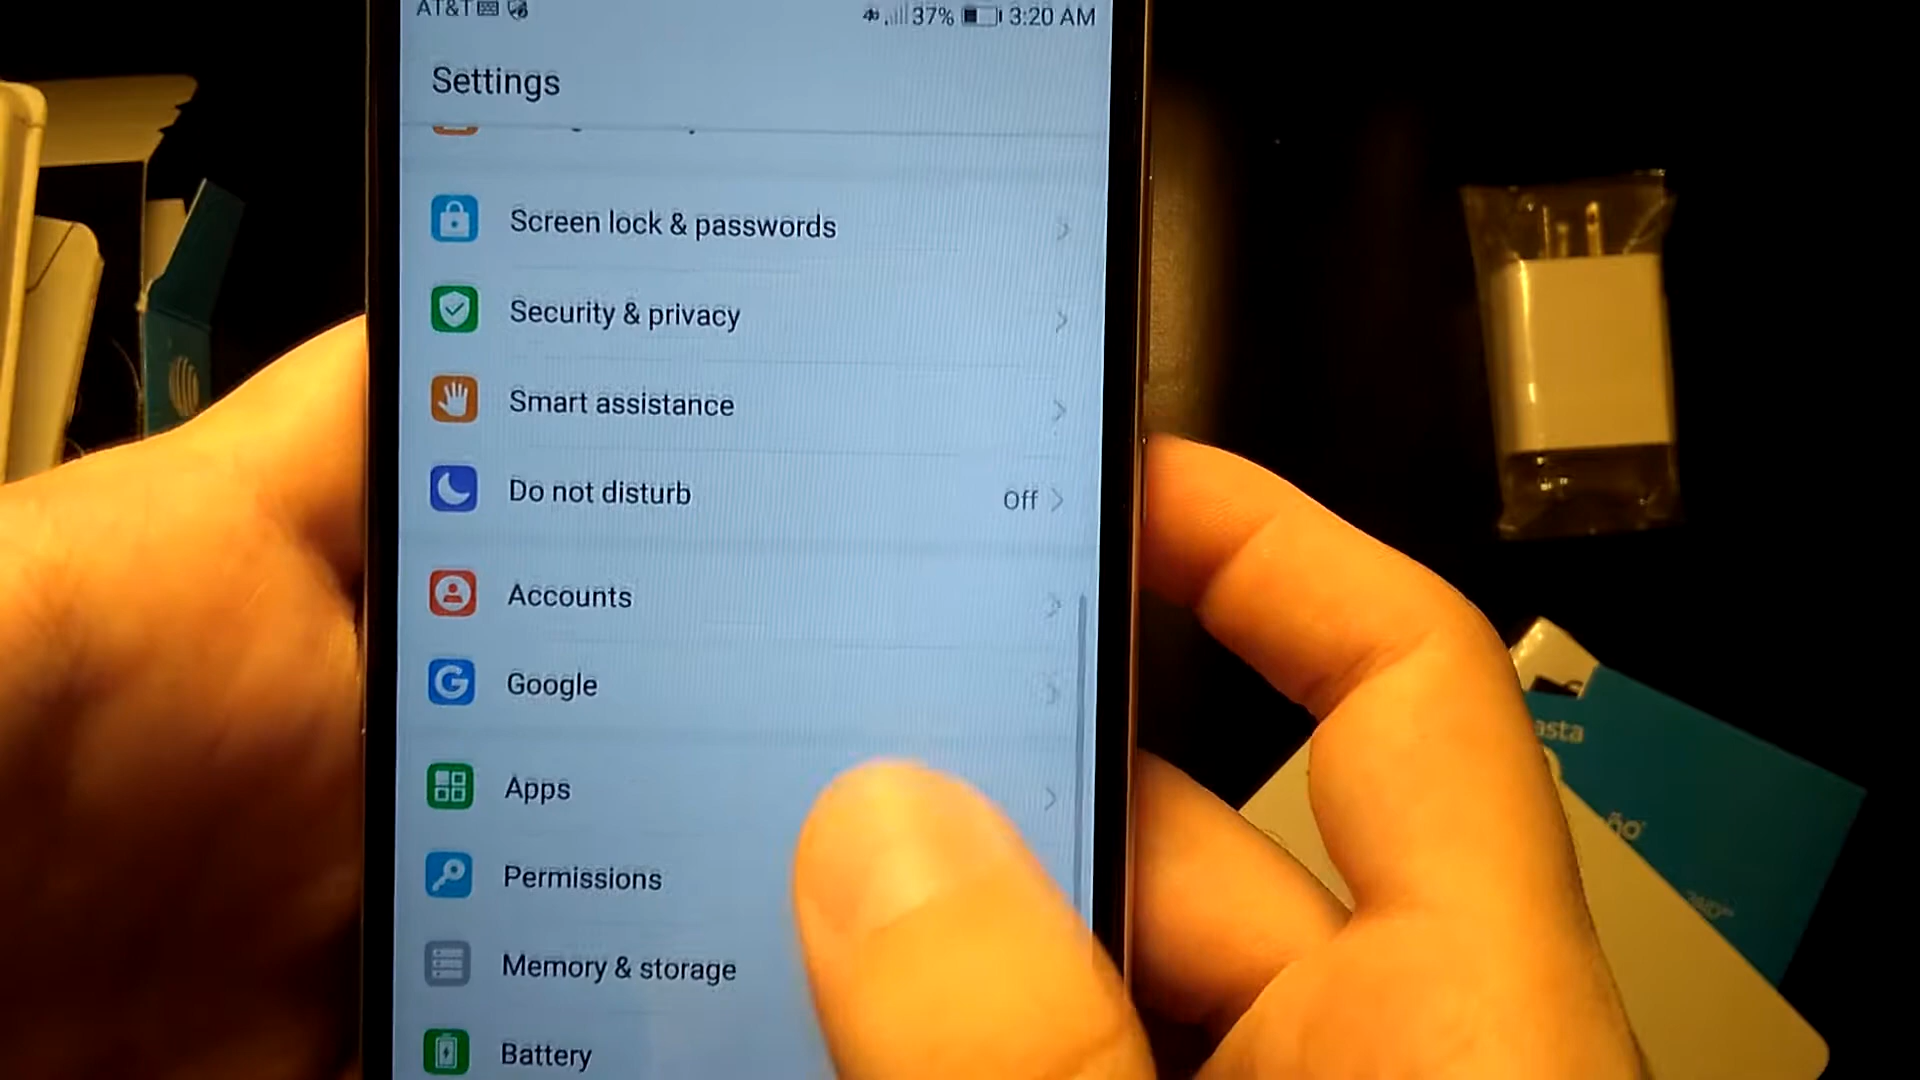 AT&T 37% 3:20 AM
Settings
Screen lock & passwords
Security & privacy
Smart assistance
Do not disturb Off
Accounts
Google
Apps
Permissions
Memory & storage
Battery
asta